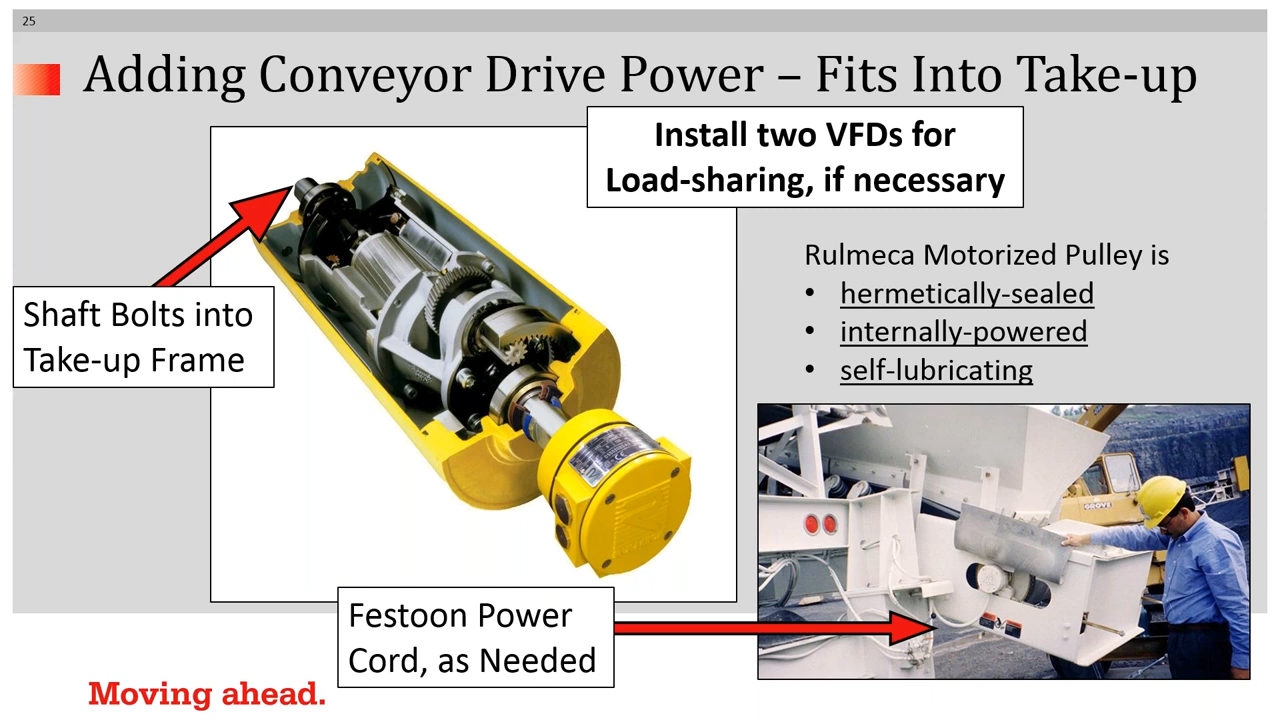 25
Adding Conveyor Drive Power – Fits Into Take-up
Install two VFDs for
Load-sharing, if necessary
Shaft Bolts into
Take-up Frame
Rulmeca Motorized Pulley is
• hermetically-sealed
• internally-powered
• self-lubricating
GROVE
Festoon Power
Cord, as Needed
Moving ahead.